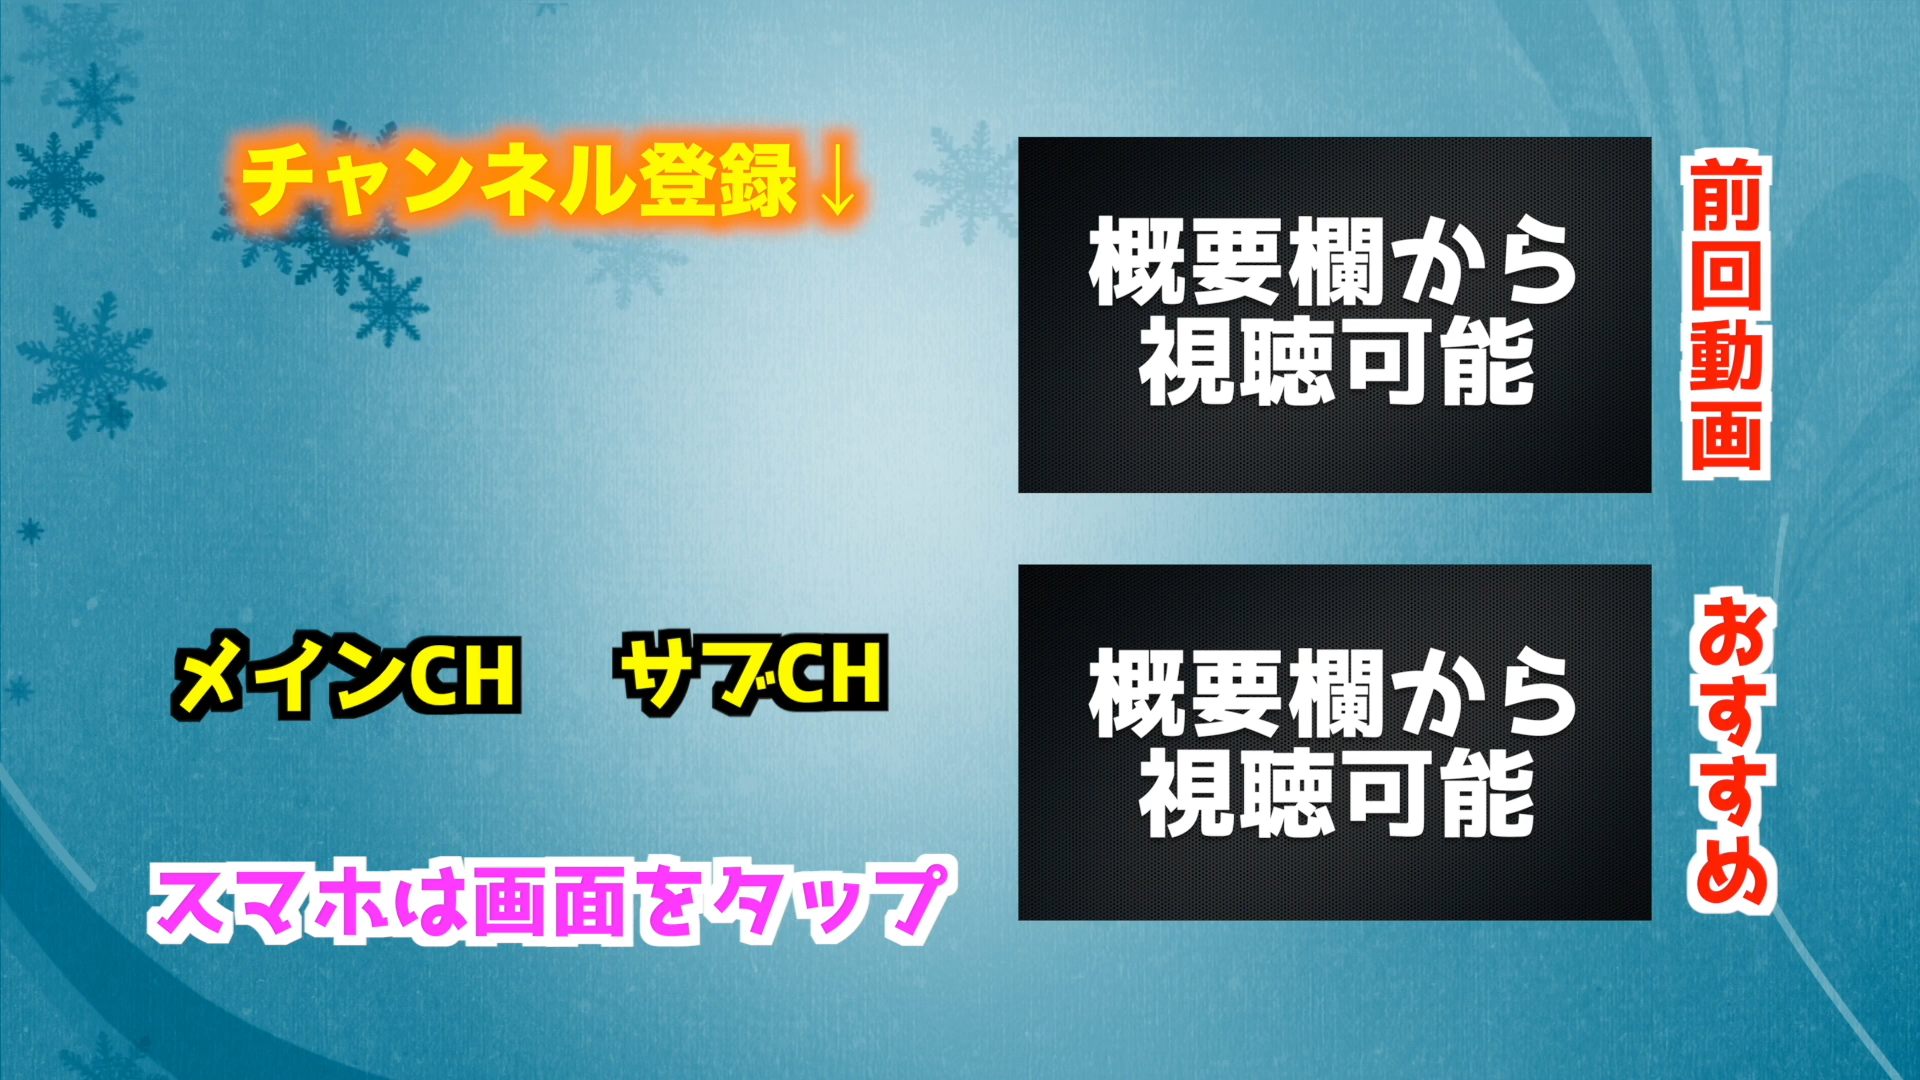 チャンネル登録↓
概要欄から
視聴可能
前回動画
メインCH
サブCH
概要欄から
視聴可能
おすすめ
スマホは画面をタップ